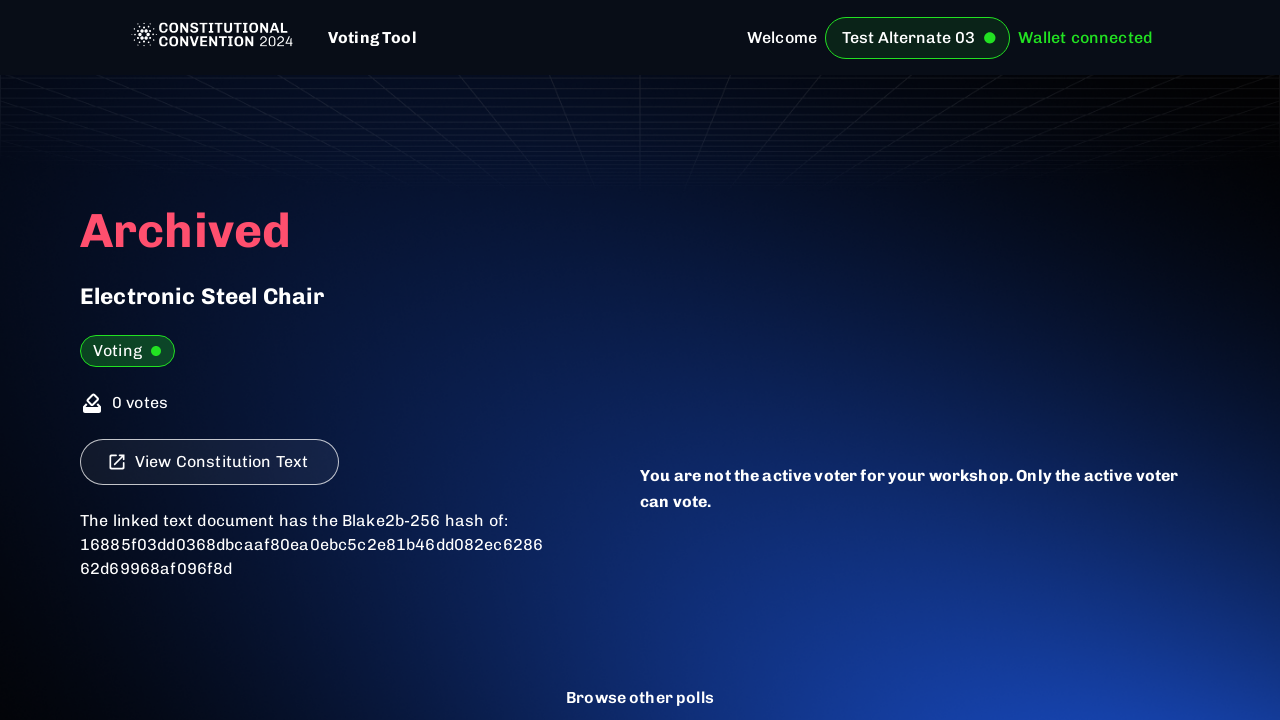 CONSTITUTIONAL
CONVENTION 2024
Voting Tool
Welcome
Test Alternate 03
Wallet connected
Archived
Electronic Steel Chair
Voting
0 votes
View Constitution Text
The linked text document has the Blake2b-256 hash of:
16885f03dd0368dbcaaf80ea0ebc5c2e81b46dd082ec6286
62d69968af096f8d
You are not the active voter for your workshop. Only the active voter
can vote.
Browse other polls